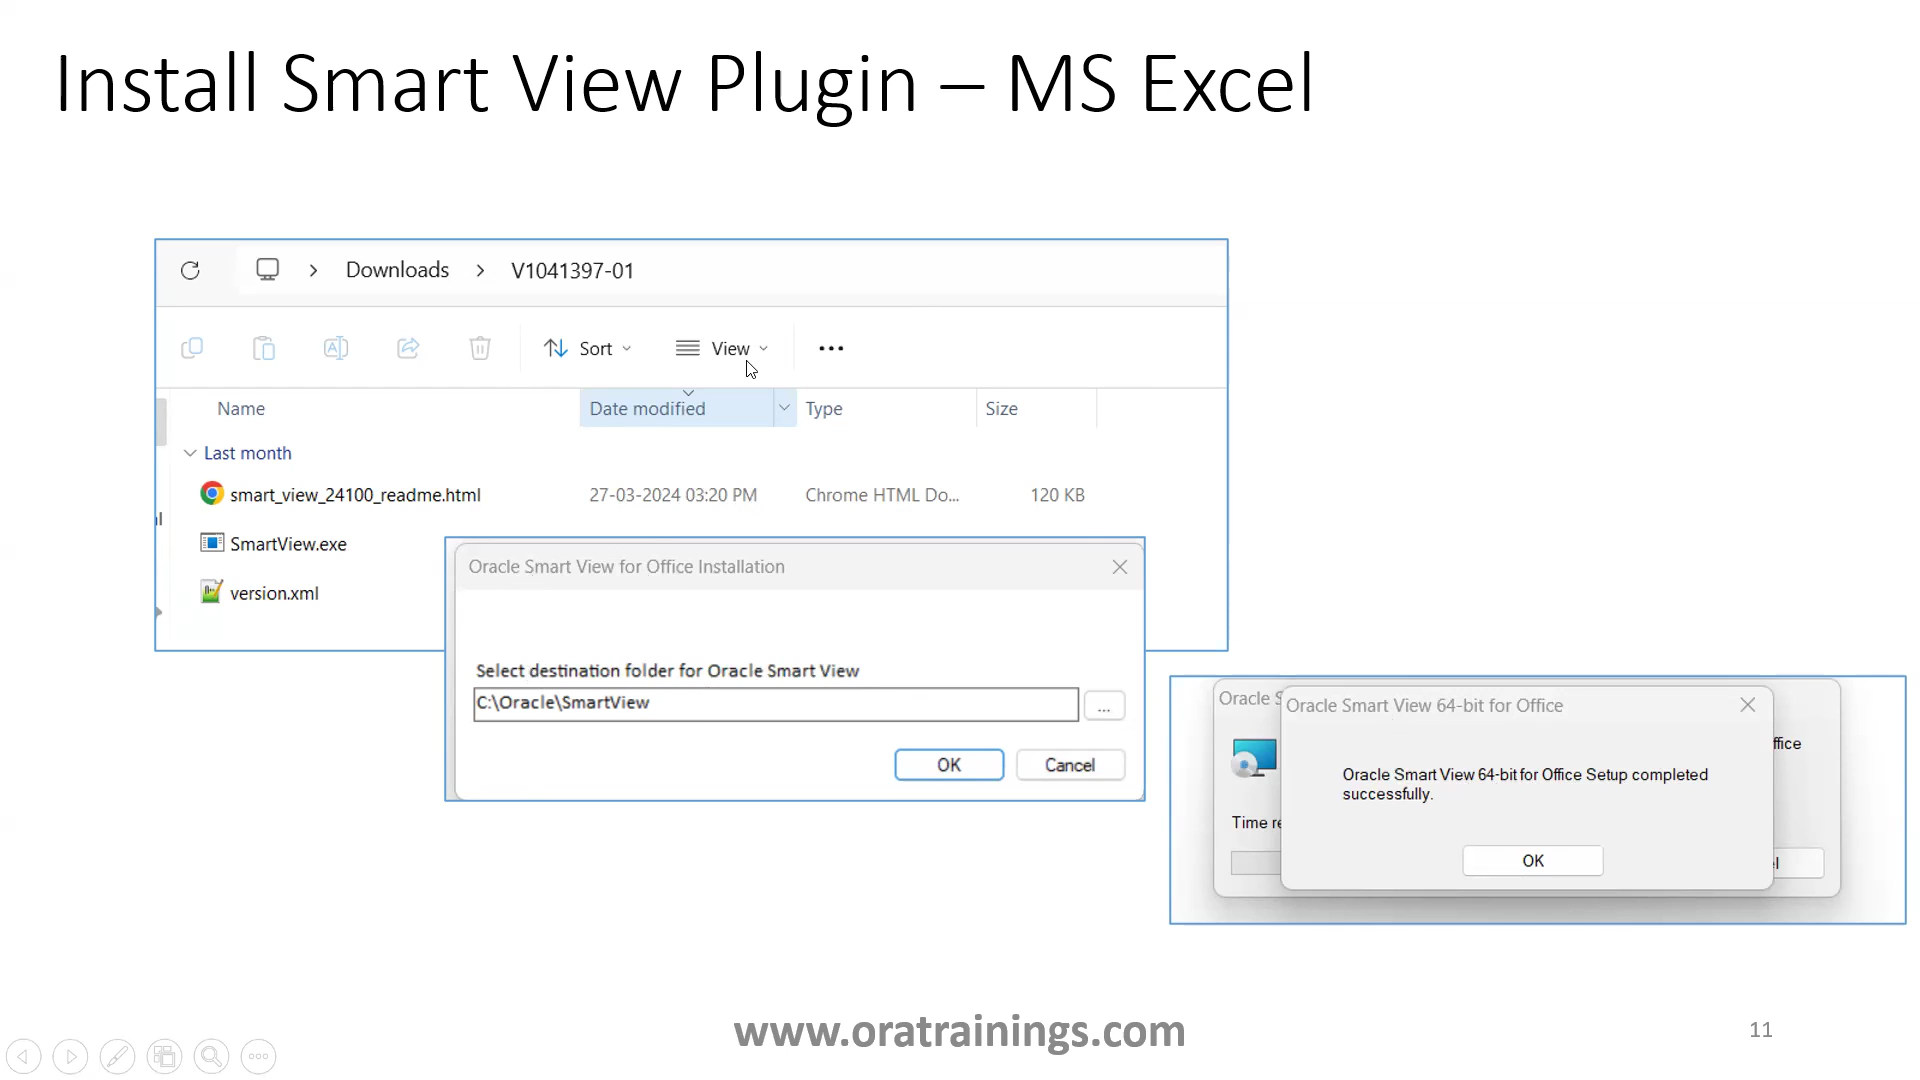 Install Smart View Plugin – MS Excel
Downloads > V1041397-01
Sort View ...
Name Date modified Type Size
Last month
smart_view_24100_readme.html 27-03-2024 03:20 PM Chrome HTML Do... 120 KB
SmartView.exe
version.xml
Oracle Smart View for Office Installation
Select destination folder for Oracle Smart View
C:\Oracle\SmartView
...
OK Cancel
Oracle S
Oracle Smart View 64-bit for Office
ffice
Oracle Smart View 64-bit for Office Setup completed
successfully.
Time re
OK
el
www.oratrainings.com
11